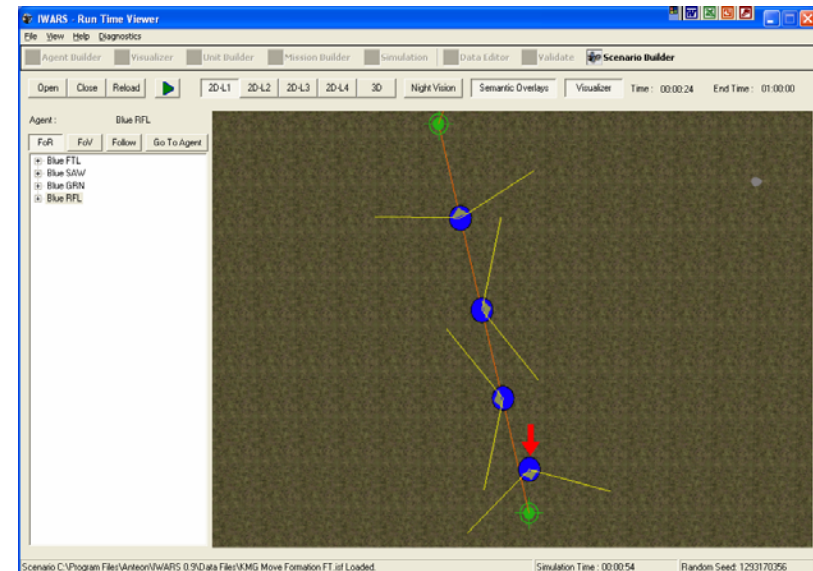 IWARS - Run Time Viewer
File View Help Diagnostics
Agent Builder Visualizer Unit Builder Mission Builder Simulation Data Editor Validate Scenario Builder
Open Close Reload 2D-L1 2D-L2 2D-L3 2D-L4 3D Night Vision Semantic Overlays Visualizer Time : 00:00:24 End Time : 01:00:00
Agent : Blue RFL
FoR FoV Follow Go To Agent
Blue FTL
Blue SAW
Blue GRN
Blue RFL
Scenario C:\Program Files\Anteon\IWARS 0.9\Data Files\KMG Move Formation FT.isf Loaded. Simulation Time : 00:00:54 Random Seed: 1293170356